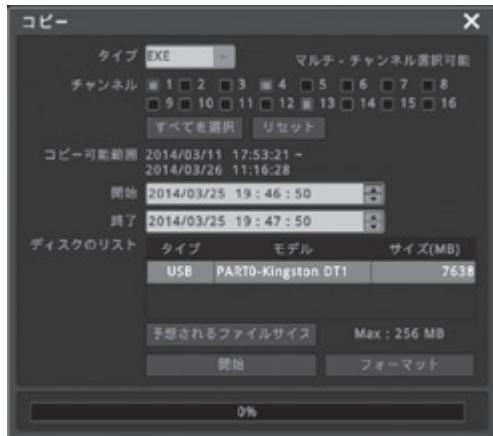 コピー
タイプ EXE マルチ - チャンネル選択可能
チャンネル 1 2 3 4 5 6 7 8
9 10 11 12 13 14 15 16
すべてを選択 リセット
コピー可能範囲 2014/03/11 17:53:21 ~
2014/03/26 11:16:28
開始 2014/03/25 19 : 46 : 50
終了 2014/03/25 19 : 47 : 50
ディスクのリスト タイプ モデル サイズ(MB)
USB PART0-Kingston DT1 7638
予想されるファイルサイズ Max : 256 MB
開始 フォーマット
0%